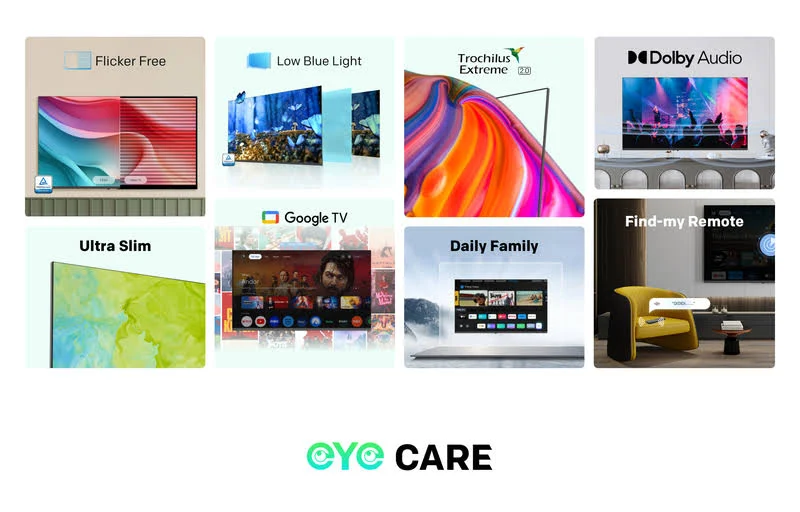 Flicker Free
Low Blue Light
Trochilus
Extreme 2.0
Dolby Audio
Ultra Slim
Google TV
Andor
Daily Family
Find-my Remote
eye CARE